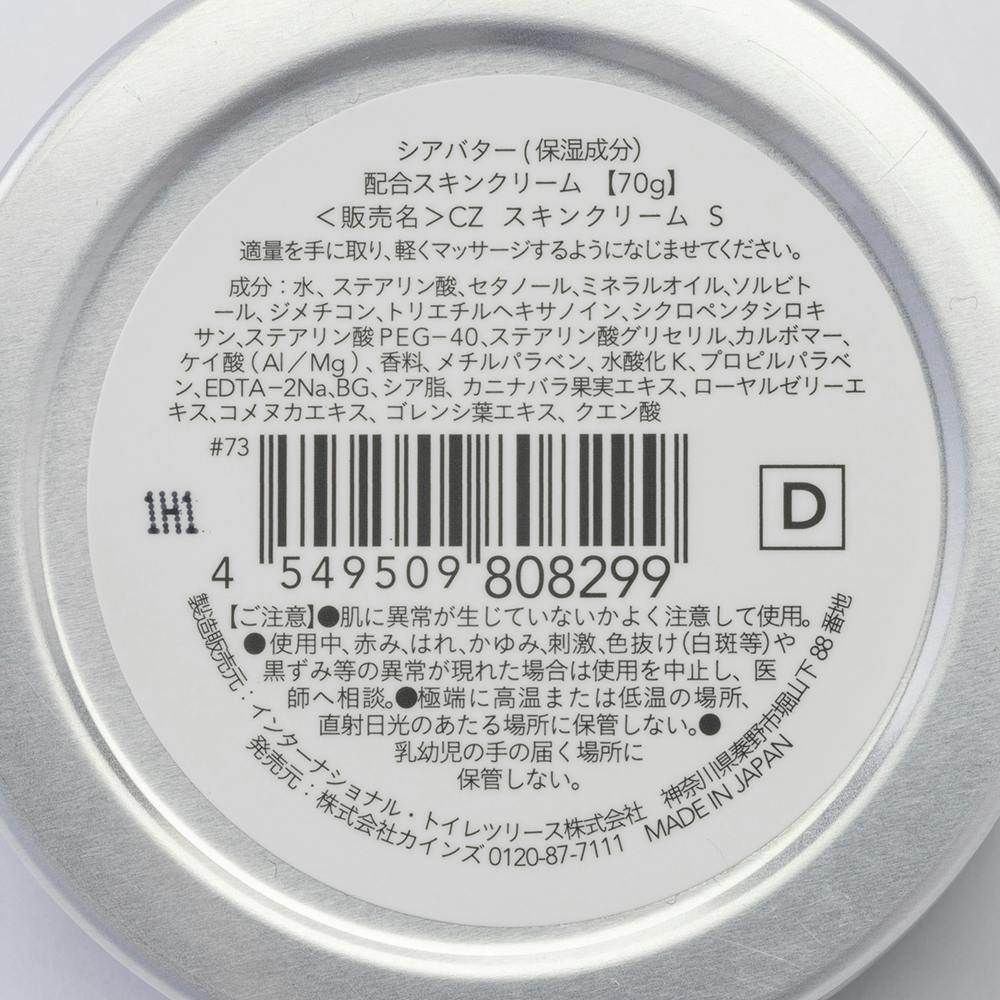 シアバター(保湿成分)
配合スキンクリーム 【70g】
＜販売名＞CZ スキンクリーム S
適量を手に取り、軽くマッサージするようになじませてください。
成分：水、ステアリン酸、セタノール、ミネラルオイル、ソルビト
ール、ジメチコン、トリエチルヘキサノイン、シクロペンタシロキ
サン、ステアリン酸PEG-40、ステアリン酸グリセリル、カルボマー、
ケイ酸(Al／Mg)、香料、メチルパラベン、水酸化K、プロピルパラベ
ン、EDTA-2Na、BG、シア脂、カニナバラ果実エキス、ローヤルゼリーエ
キス、コメヌカエキス、ゴレンシ葉エキス、クエン酸
#73
1H1
D
4 549509 808299
【ご注意】●肌に異常が生じていないかよく注意して使用。
●使用中、赤み、はれ、かゆみ、刺激、色抜け(白斑等)や
黒ずみ等の異常が現れた場合は使用を中止し、医
師へ相談。●極端に高温または低温の場所、
直射日光のあたる場所に保管しない。●
乳幼児の手の届く場所に
保管しない。
製造販売元：インターナショナル・トイレツリース株式会社 神奈川県秦野市堀山下88番地
発売元：株式会社カインズ 0120-87-7111 MADE IN JAPAN